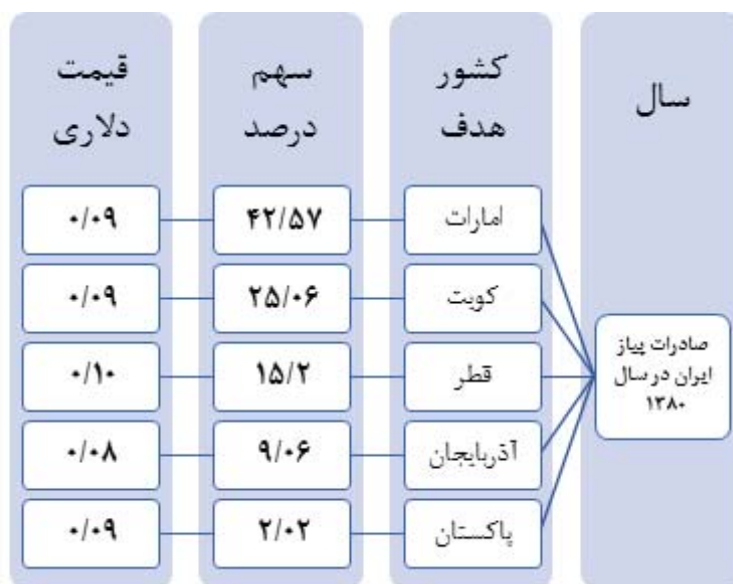 سال
کشور
هدف
سهم
درصد
قیمت
دلاری
صادرات پیاز
ایران در سال
۱۳۸۰
امارات
۴۲/۵۷
۰/۰۹
کویت
۲۵/۰۶
۰/۰۹
قطر
۱۵/۲
۰/۱۰
آذربایجان
۹/۰۶
۰/۰۸
پاکستان
۲/۰۲
۰/۰۹